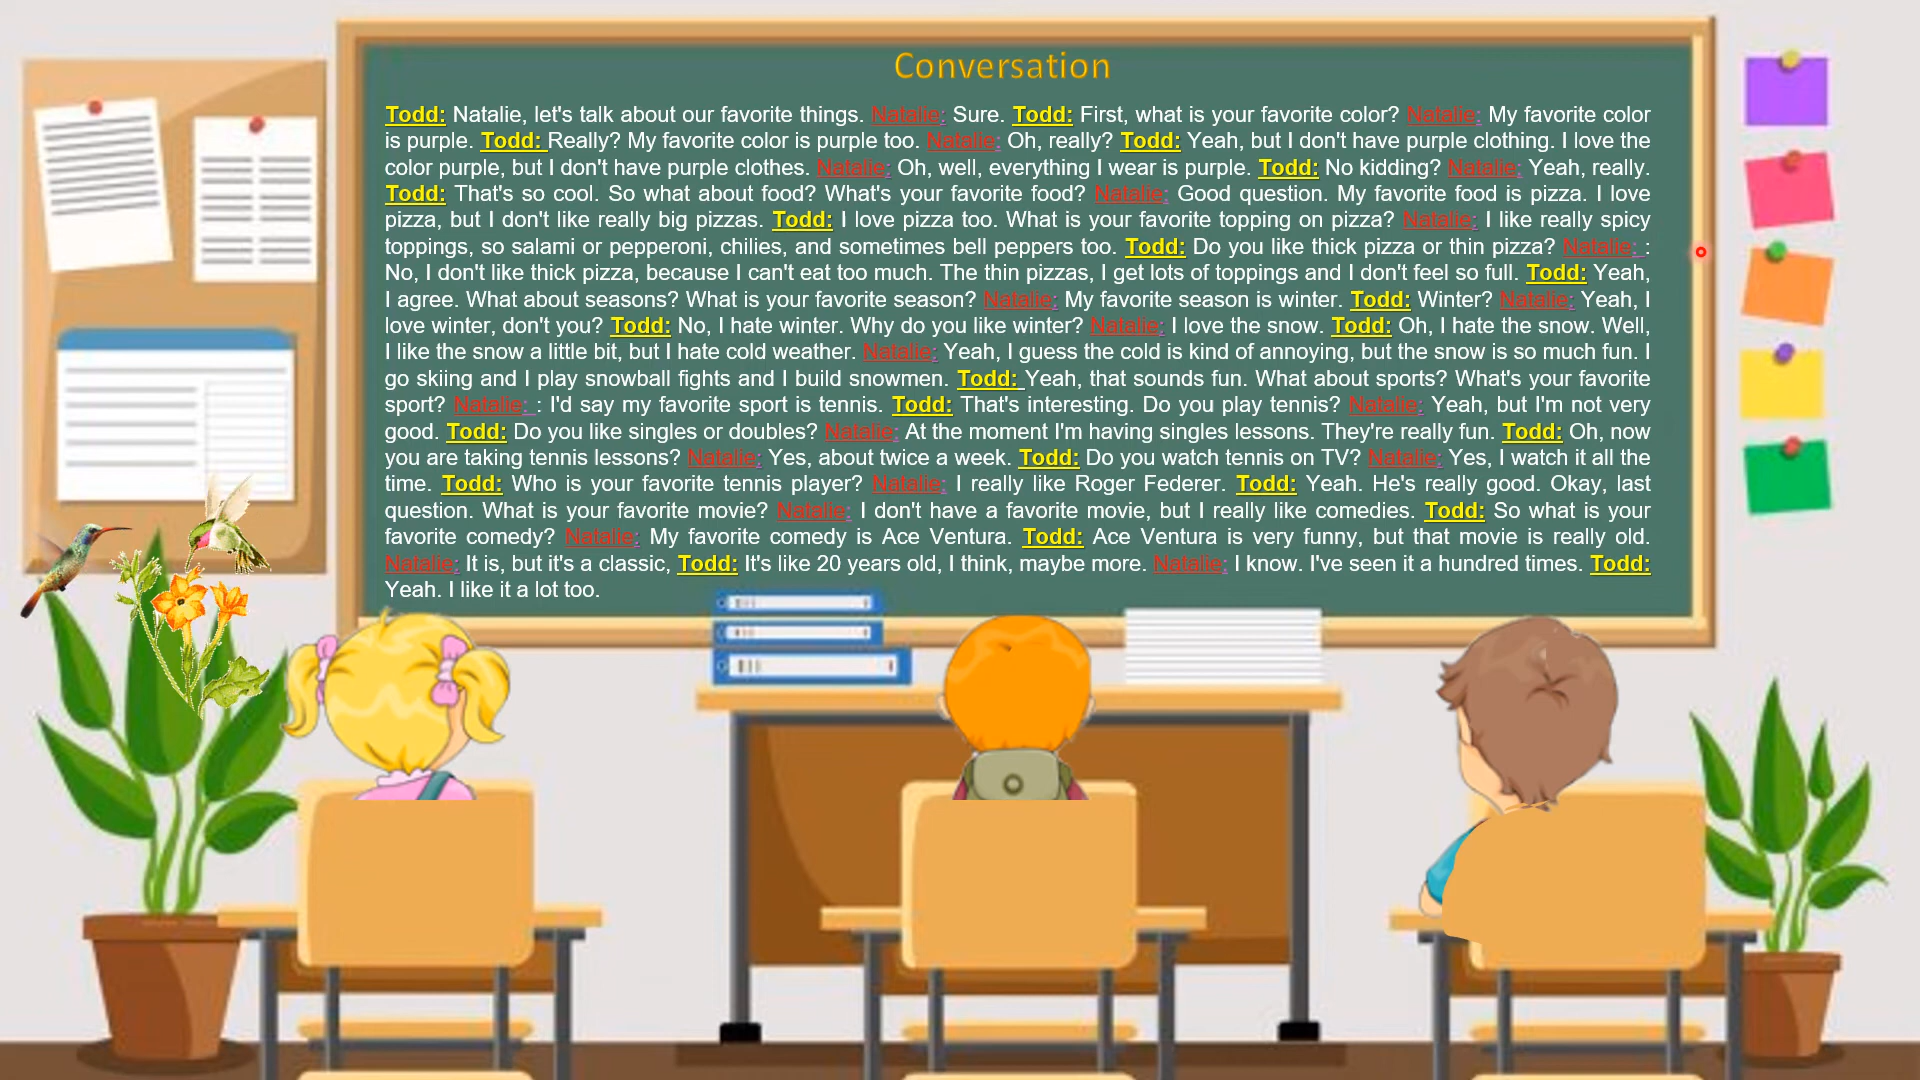 Conversation
Todd: Natalie, let's talk about our favorite things. Natalie: Sure. Todd: First, what is your favorite color? Natalie: My favorite color
is purple. Todd: Really? My favorite color is purple too. Natalie: Oh, really? Todd: Yeah, but I don't have purple clothing. I love the
color purple, but I don't have purple clothes. Natalie: Oh, well, everything I wear is purple. Todd: No kidding? Natalie: Yeah, really.
Todd: That's so cool. So what about food? What's your favorite food? Natalie: Good question. My favorite food is pizza. I love
pizza, but I don't like really big pizzas. Todd: I love pizza too. What is your favorite topping on pizza? Natalie: I like really spicy
toppings, so salami or pepperoni, chilies, and sometimes bell peppers too. Todd: Do you like thick pizza or thin pizza? Natalie: :
No, I don't like thick pizza, because I can't eat too much. The thin pizzas, I get lots of toppings and I don't feel so full. Todd: Yeah,
I agree. What about seasons? What is your favorite season? Natalie: My favorite season is winter. Todd: Winter? Natalie: Yeah, I
love winter, don't you? Todd: No, I hate winter. Why do you like winter? Natalie: I love the snow. Todd: Oh, I hate the snow. Well,
I like the snow a little bit, but I hate cold weather. Natalie: Yeah, I guess the cold is kind of annoying, but the snow is so much fun. I
go skiing and I play snowball fights and I build snowmen. Todd: Yeah, that sounds fun. What about sports? What's your favorite
sport? Natalie: : I'd say my favorite sport is tennis. Todd: That's interesting. Do you play tennis? Natalie: Yeah, but I'm not very
good. Todd: Do you like singles or doubles? Natalie: At the moment I'm having singles lessons. They're really fun. Todd: Oh, now
you are taking tennis lessons? Natalie: Yes, about twice a week. Todd: Do you watch tennis on TV? Natalie: Yes, I watch it all the
time. Todd: Who is your favorite tennis player? Natalie: I really like Roger Federer. Todd: Yeah. He's really good. Okay, last
question. What is your favorite movie? Natalie: I don't have a favorite movie, but I really like comedies. Todd: So what is your
favorite comedy? Natalie: My favorite comedy is Ace Ventura. Todd: Ace Ventura is very funny, but that movie is really old.
Natalie: It is, but it's a classic, Todd: It's like 20 years old, I think, maybe more. Natalie: I know. I've seen it a hundred times. Todd:
Yeah. I like it a lot too.